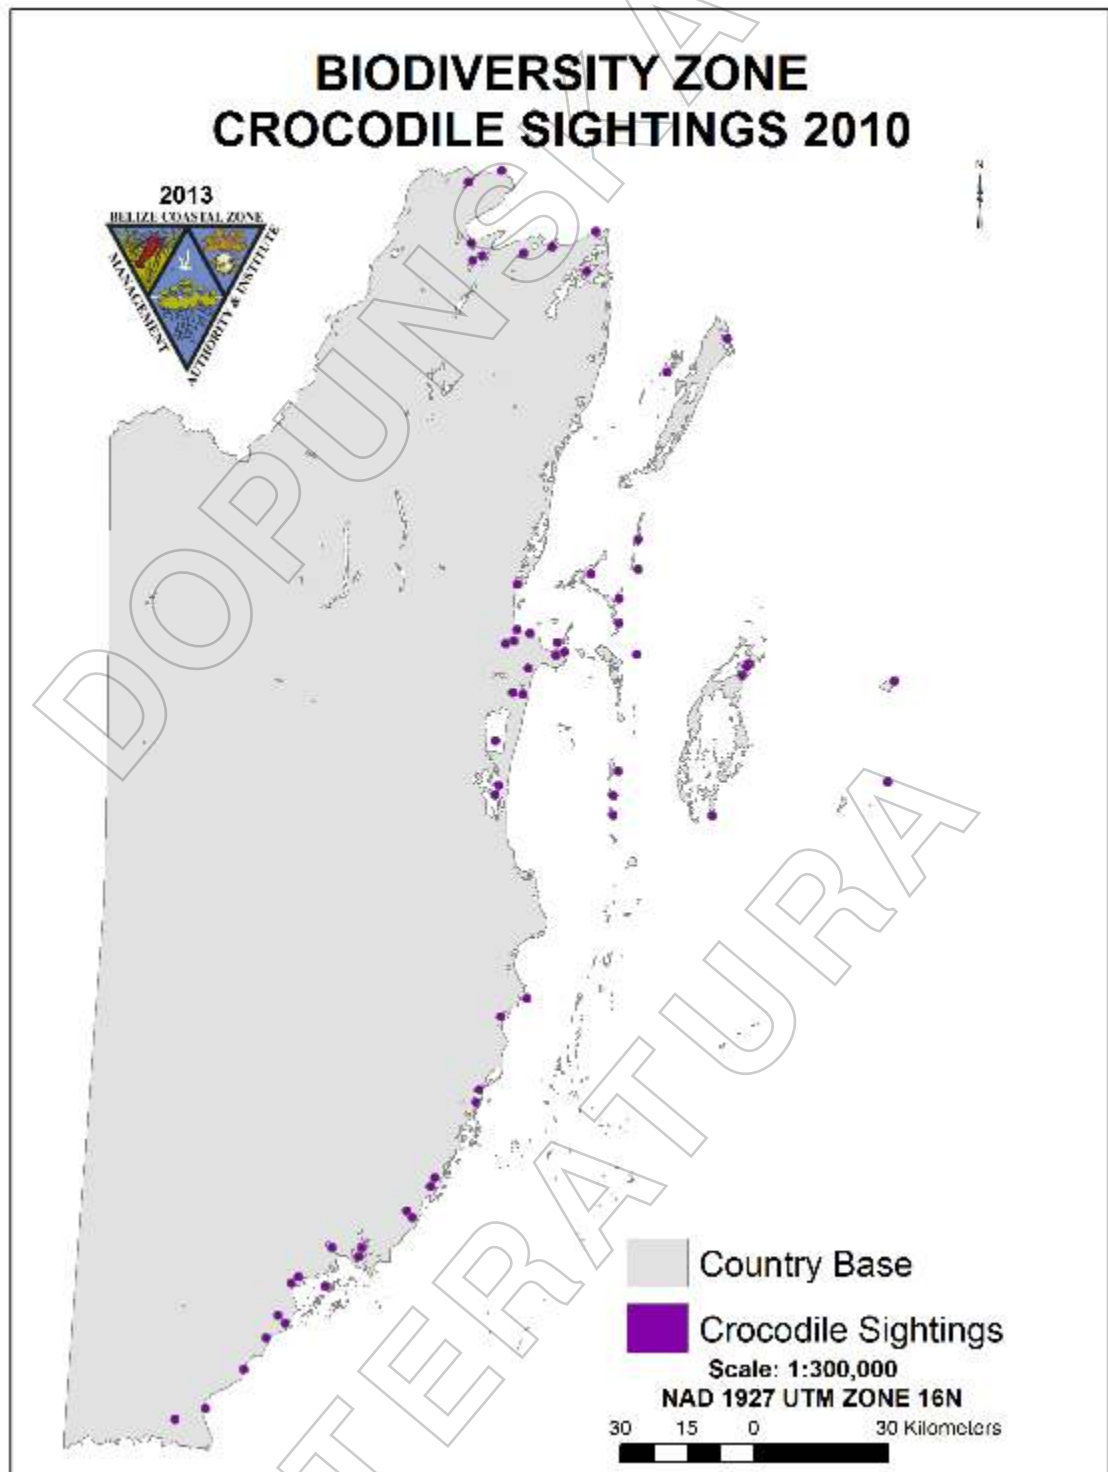 BIODIVERSITY ZONE
CROCODILE SIGHTINGS 2010
N
2013
BELIZE COASTAL ZONE
MANAGEMENT
AUTHORITY & INSTITUTE
DOPUNSKA
LITERATURA
Country Base
Crocodile Sightings
Scale: 1:300,000
NAD 1927 UTM ZONE 16N
30 15 0 30 Kilometers